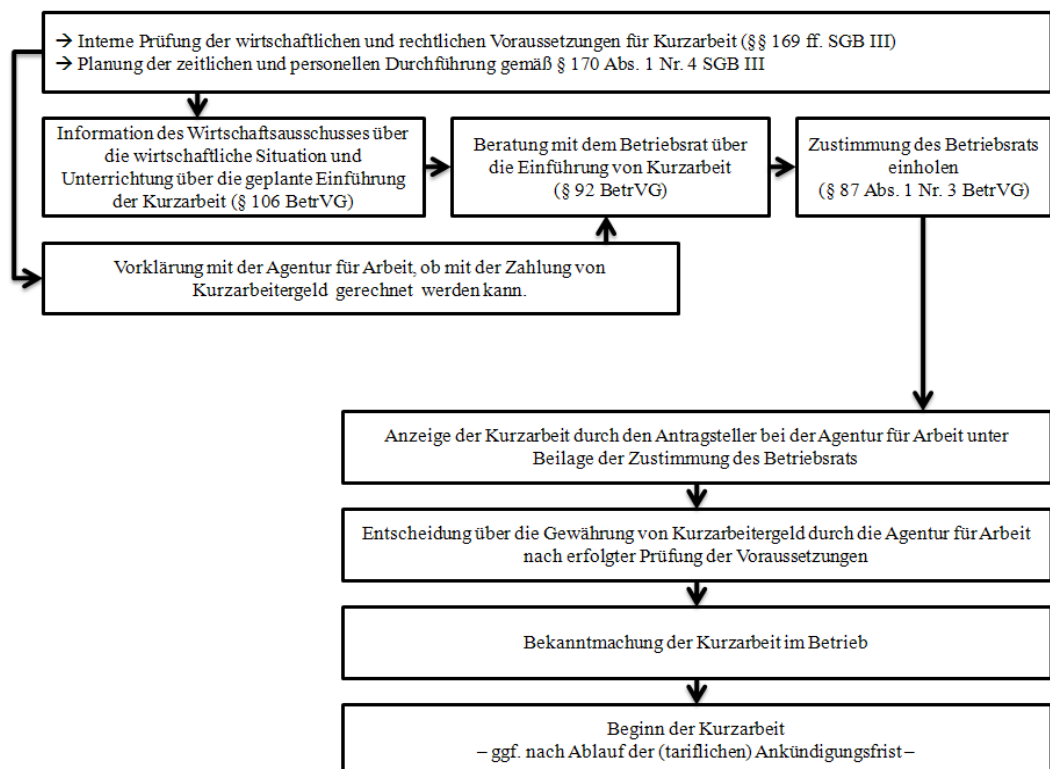 → Interne Prüfung der wirtschaftlichen und rechtlichen Voraussetzungen für Kurzarbeit (§§ 169 ff. SGB III)
→ Planung der zeitlichen und personellen Durchführung gemäß § 170 Abs. 1 Nr. 4 SGB III
Information des Wirtschaftsausschusses über
die wirtschaftliche Situation und
Unterrichtung über die geplante Einführung
der Kurzarbeit (§ 106 BetrVG)
Beratung mit dem Betriebsrat über
die Einführung von Kurzarbeit
(§ 92 BetrVG)
Zustimmung des Betriebsrats
einholen
(§ 87 Abs. 1 Nr. 3 BetrVG)
Vorklärung mit der Agentur für Arbeit, ob mit der Zahlung von
Kurzarbeitergeld gerechnet werden kann.
Anzeige der Kurzarbeit durch den Antragsteller bei der Agentur für Arbeit unter
Beilage der Zustimmung des Betriebsrats
Entscheidung über die Gewährung von Kurzarbeitergeld durch die Agentur für Arbeit
nach erfolgter Prüfung der Voraussetzungen
Bekanntmachung der Kurzarbeit im Betrieb
Beginn der Kurzarbeit
– ggf. nach Ablauf der (tariflichen) Ankündigungsfrist –